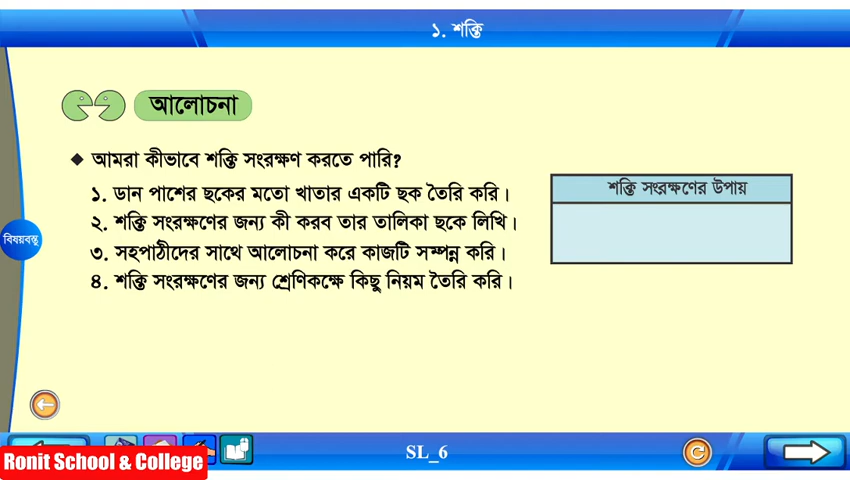 ১. শক্তি
আলোচনা
◆ আমরা কীভাবে শক্তি সংরক্ষণ করতে পারি?
১. ডান পাশের ছকের মতো খাতার একটি ছক তৈরি করি।
২. শক্তি সংরক্ষণের জন্য কী করব তার তালিকা ছকে লিখি।
৩. সহপাঠীদের সাথে আলোচনা করে কাজটি সম্পন্ন করি।
৪. শক্তি সংরক্ষণের জন্য শ্রেণিকক্ষে কিছু নিয়ম তৈরি করি।
শক্তি সংরক্ষণের উপায়
বিষয়বস্তু
SL_6
Ronit School & College